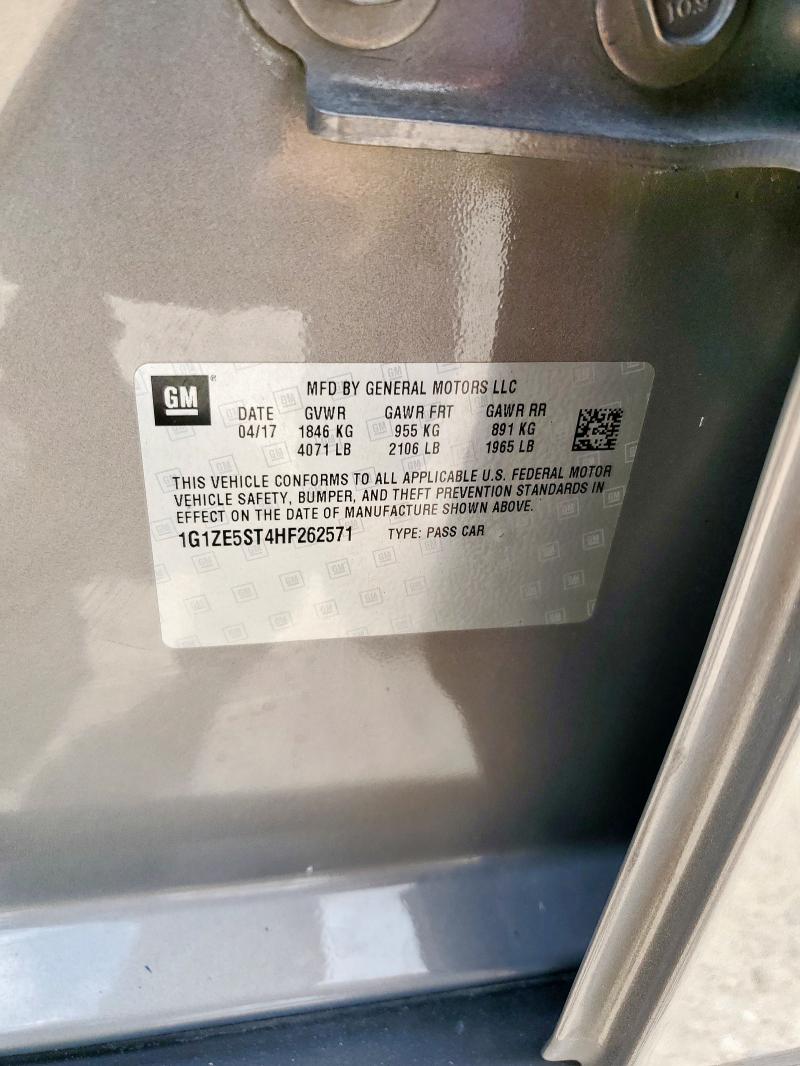 10.9
GM
MFD BY GENERAL MOTORS LLC
DATE GVWR GAWR FRT GAWR RR
04/17 1846 KG 955 KG 891 KG
4071 LB 2106 LB 1965 LB
THIS VEHICLE CONFORMS TO ALL APPLICABLE U.S. FEDERAL MOTOR
VEHICLE SAFETY, BUMPER, AND THEFT PREVENTION STANDARDS IN
EFFECT ON THE DATE OF MANUFACTURE SHOWN ABOVE.
1G1ZE5ST4HF262571 TYPE: PASS CAR